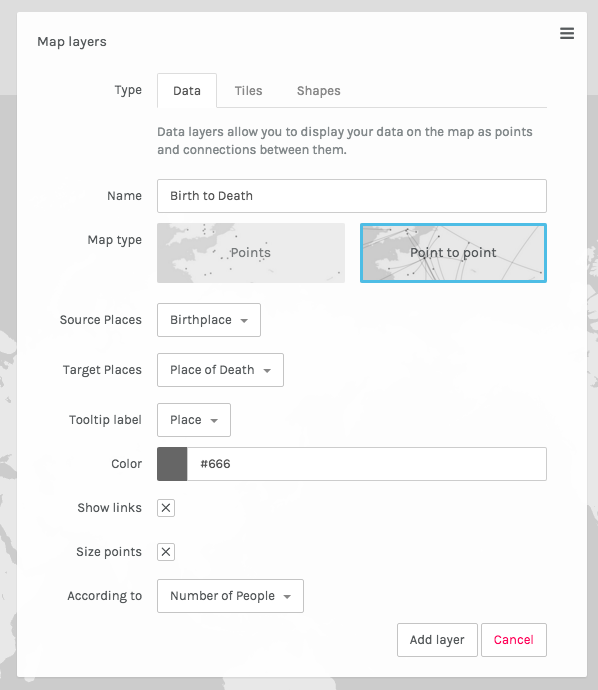 Map layers
Type Data Tiles Shapes
Data layers allow you to display your data on the map as points
and connections between them.
Name Birth to Death
Map type Points Point to point
Source Places Birthplace
Target Places Place of Death
Tooltip label Place
Color #666
Show links
Size points
According to Number of People
Add layer Cancel